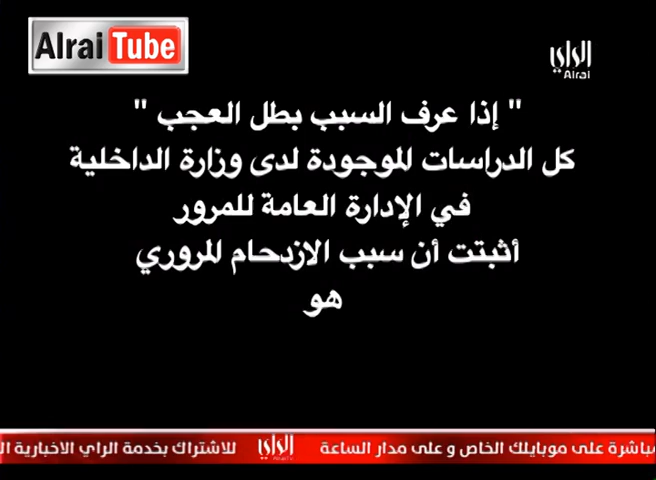 Alrai Tube
الراي
Alrai
" إذا عرف السبب بطل العجب "
كل الدراسات الموجودة لدى وزارة الداخلية
في الإدارة العامة للمرور
أثبتت أن سبب الازدحام المروري
هو
مباشرة على موبايلك الخاص و على مدار الساعة الراي للاشتراك بخدمة الراي الاخبارية